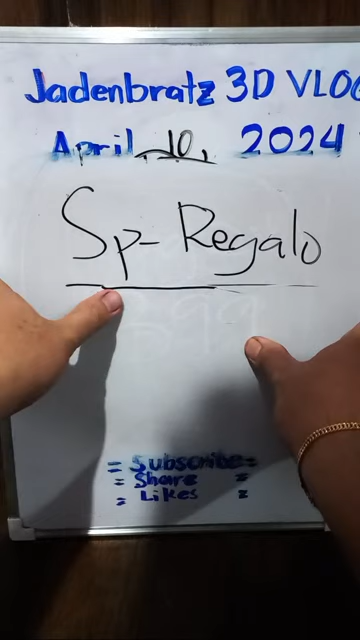 Jadenbratz 3D VLOG
April 10, 2024
Sp- Regalo
= Subscribe =
= Share =
= Likes =